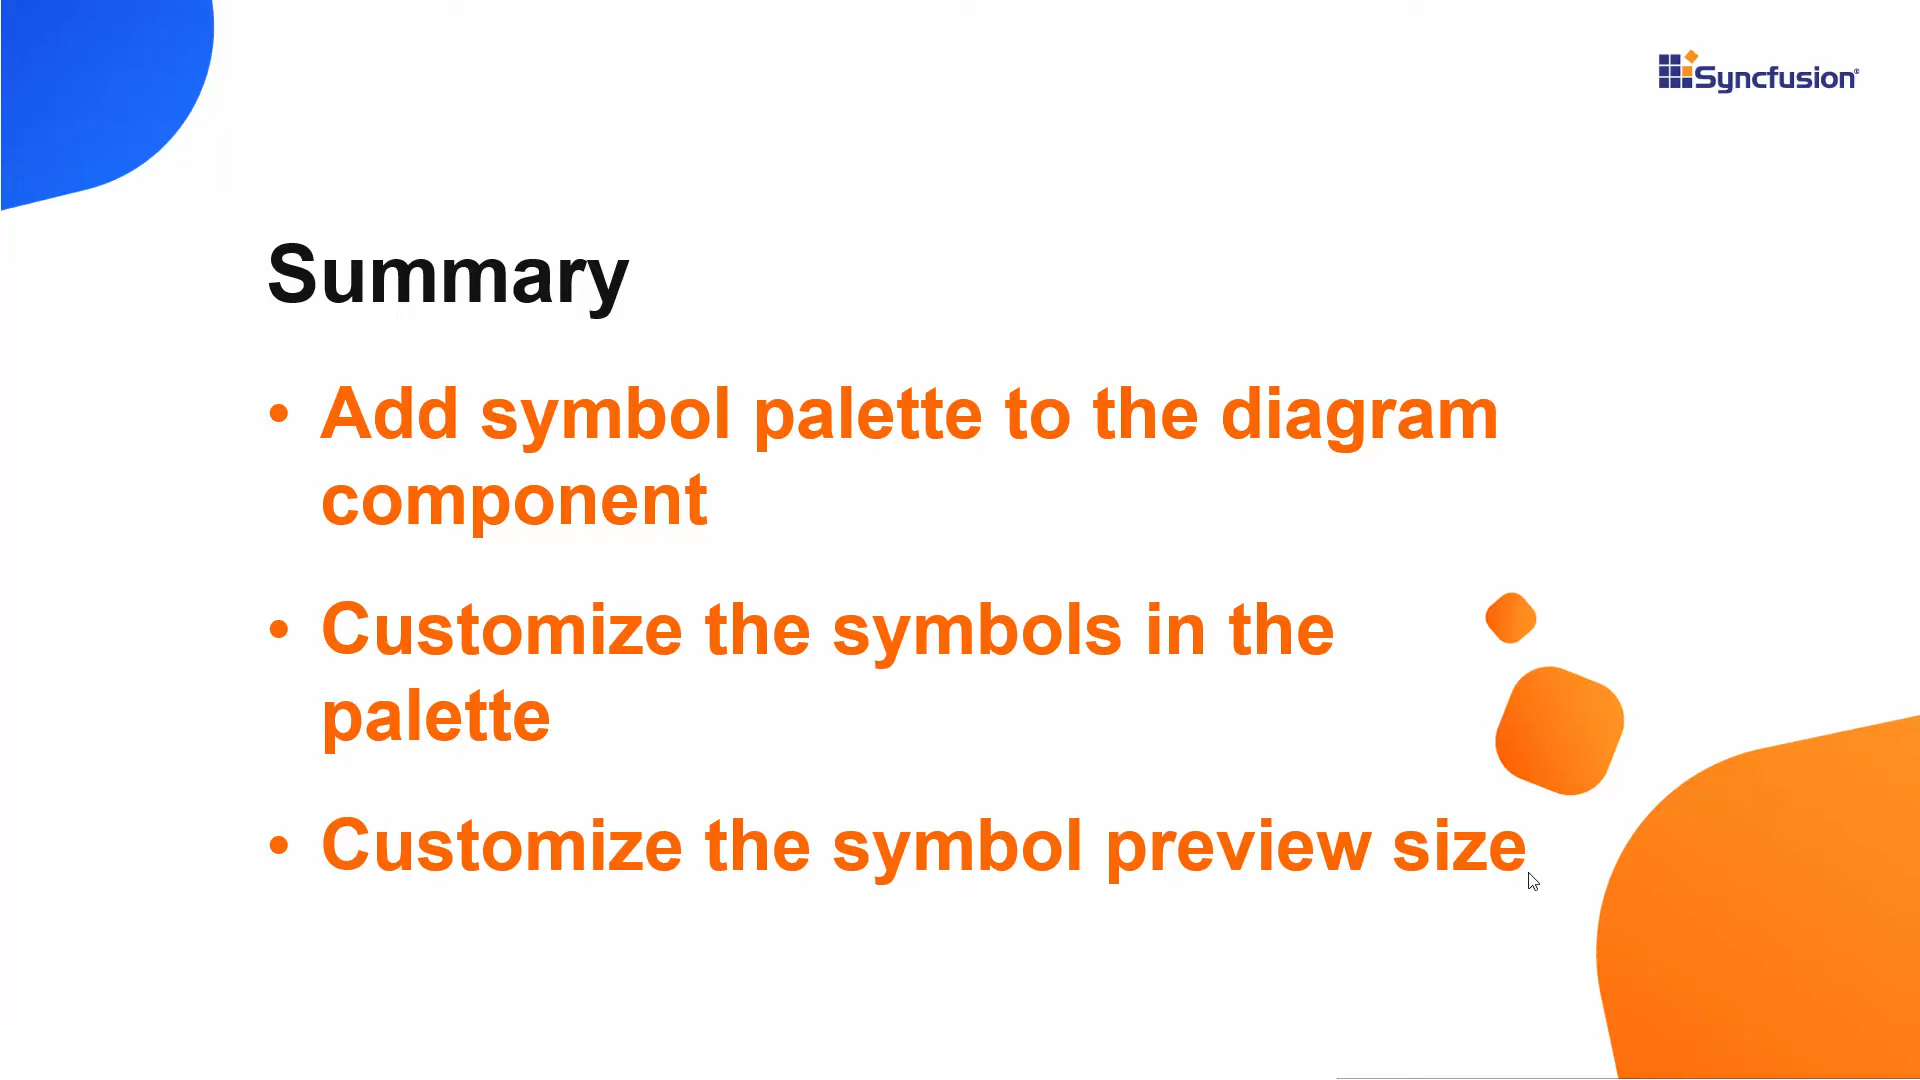 Syncfusion®
Summary
• Add symbol palette to the diagram
component
• Customize the symbols in the
palette
• Customize the symbol preview size